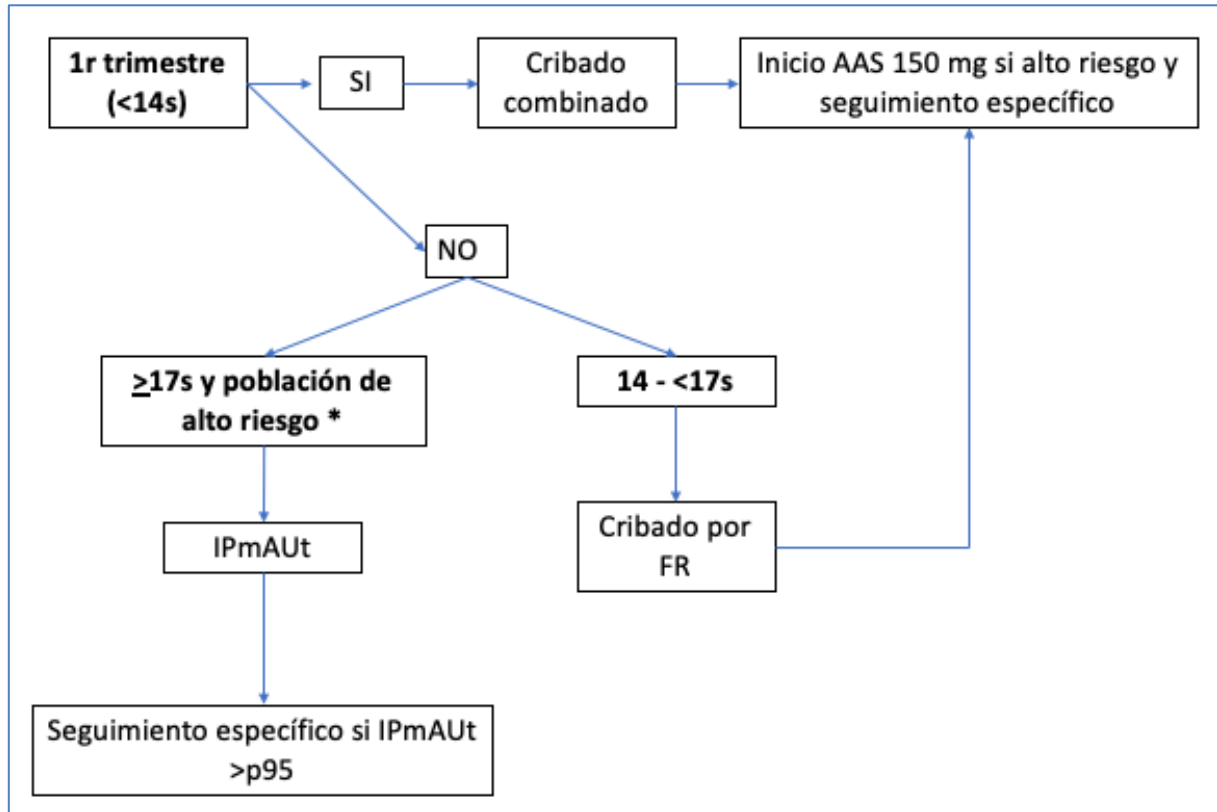 1r trimestre
(<14s)
SI
Cribado
combinado
Inicio AAS 150 mg si alto riesgo y
seguimiento específico
NO
≥17s y población de
alto riesgo *
14 - <17s
IPmAUt
Cribado por
FR
Seguimiento específico si IPmAUt
>p95